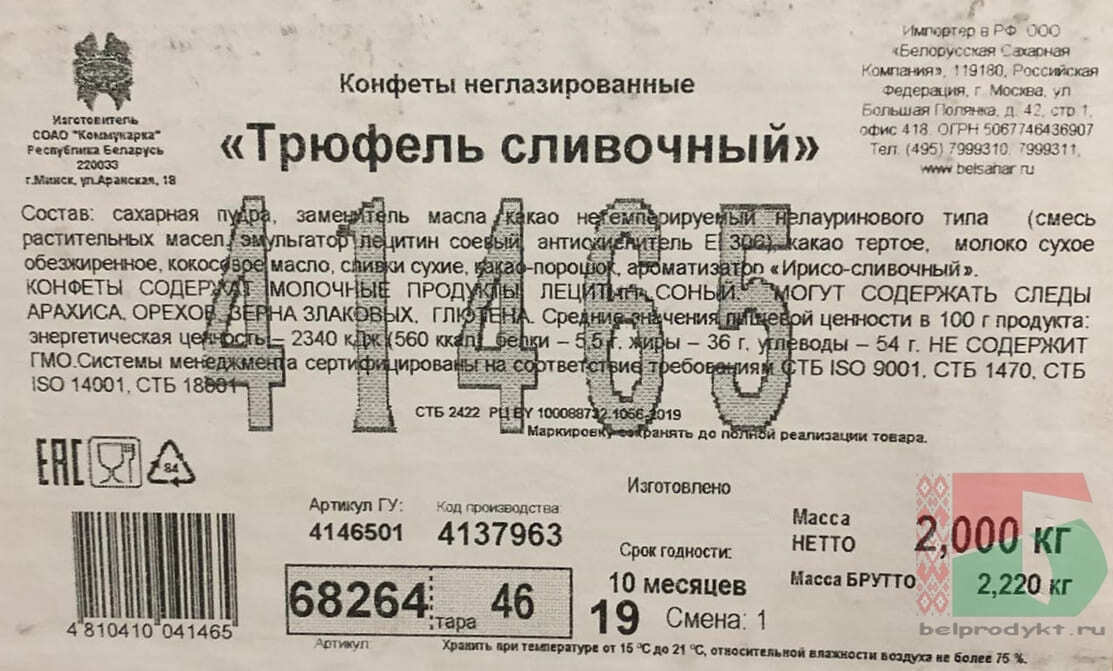 Изготовитель
СОАО "Коммунарка"
Республика Беларусь
220033
г.Минск, ул.Аранская, 18
Конфеты неглазированные
«Трюфель сливочный»
Импортер в РФ ООО
«Белорусская Сахарная
Компания», 119180, Российская
Федерация, г. Москва, ул
Большая Полянка, д. 42, стр 1,
офис 418. ОГРН 5067746436907
Тел. (495) 7999310, 7999311,
www belsahar ru
Состав: сахарная пудра, заменитель масла какао нетемперируемый нелауринового типа (смесь
растительных масел, эмульгатор лецитин соевый, антиокислитель Е 306), какао тертое, молоко сухое
обезжиренное, кокосовое масло, сливки сухие, какао-порошок, ароматизатор «Ирисо-сливочный».
КОНФЕТЫ СОДЕРЖАТ МОЛОЧНЫЕ ПРОДУКТЫ, ЛЕЦИТИН СОЕВЫЙ. МОГУТ СОДЕРЖАТЬ СЛЕДЫ
АРАХИСА, ОРЕХОВ, ЗЕРНА ЗЛАКОВЫХ, ГЛЮТЕНА. Средние значения пищевой ценности в 100 г продукта:
энергетическая ценность – 2340 кДж (560 ккал), белки – 5,5 г, жиры – 36 г, углеводы – 54 г. НЕ СОДЕРЖИТ
ГМО.Системы менеджмента сертифицированы на соответствие требованиям СТБ ISO 9001, СТБ 1470, СТБ
ISO 14001, СТБ 18001
41465
СТБ 2422 РЦ BY 100088732.1056-2019
Маркировку сохранять до полной реализации товара.
EAC
84
Артикул ГУ:
4146501
Код производства:
4137963
Изготовлено
Срок годности:
10 месяцев
19 Смена: 1
Масса
НЕТТО
2,000 кг
Масса БРУТТО
2,220 кг
68264 тара 46
Артикул
4 810410 041465
Хранить при температуре от 15 °С до 21 °С, относительной влажности воздуха не более 75 %.
belprodykt.ru